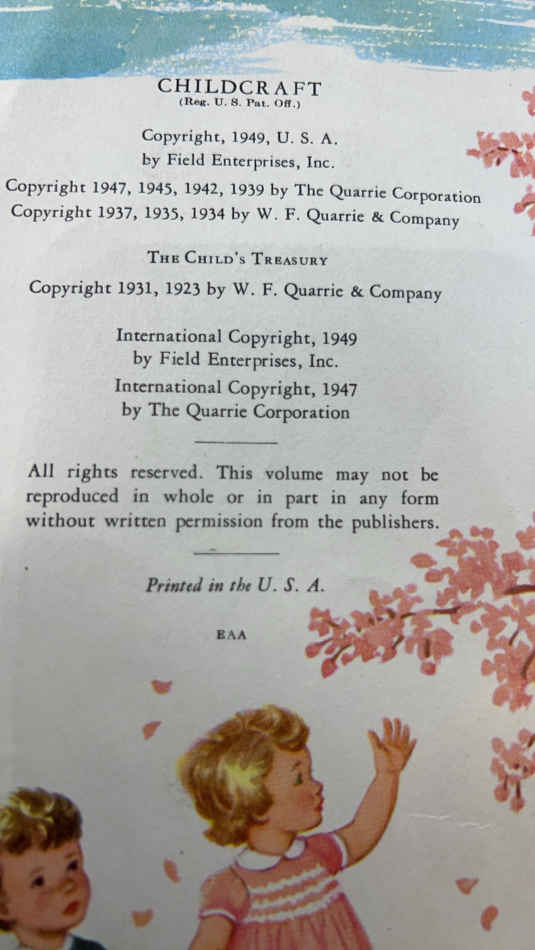 CHILDCRAFT
(Reg. U. S. Pat. Off.)
Copyright, 1949, U. S. A.
by Field Enterprises, Inc.
Copyright 1947, 1945, 1942, 1939 by The Quarrie Corporation
Copyright 1937, 1935, 1934 by W. F. Quarrie & Company
The Child's Treasury
Copyright 1931, 1923 by W. F. Quarrie & Company
International Copyright, 1949
by Field Enterprises, Inc.
International Copyright, 1947
by The Quarrie Corporation
All rights reserved. This volume may not be
reproduced in whole or in part in any form
without written permission from the publishers.
Printed in the U. S. A.
EAA